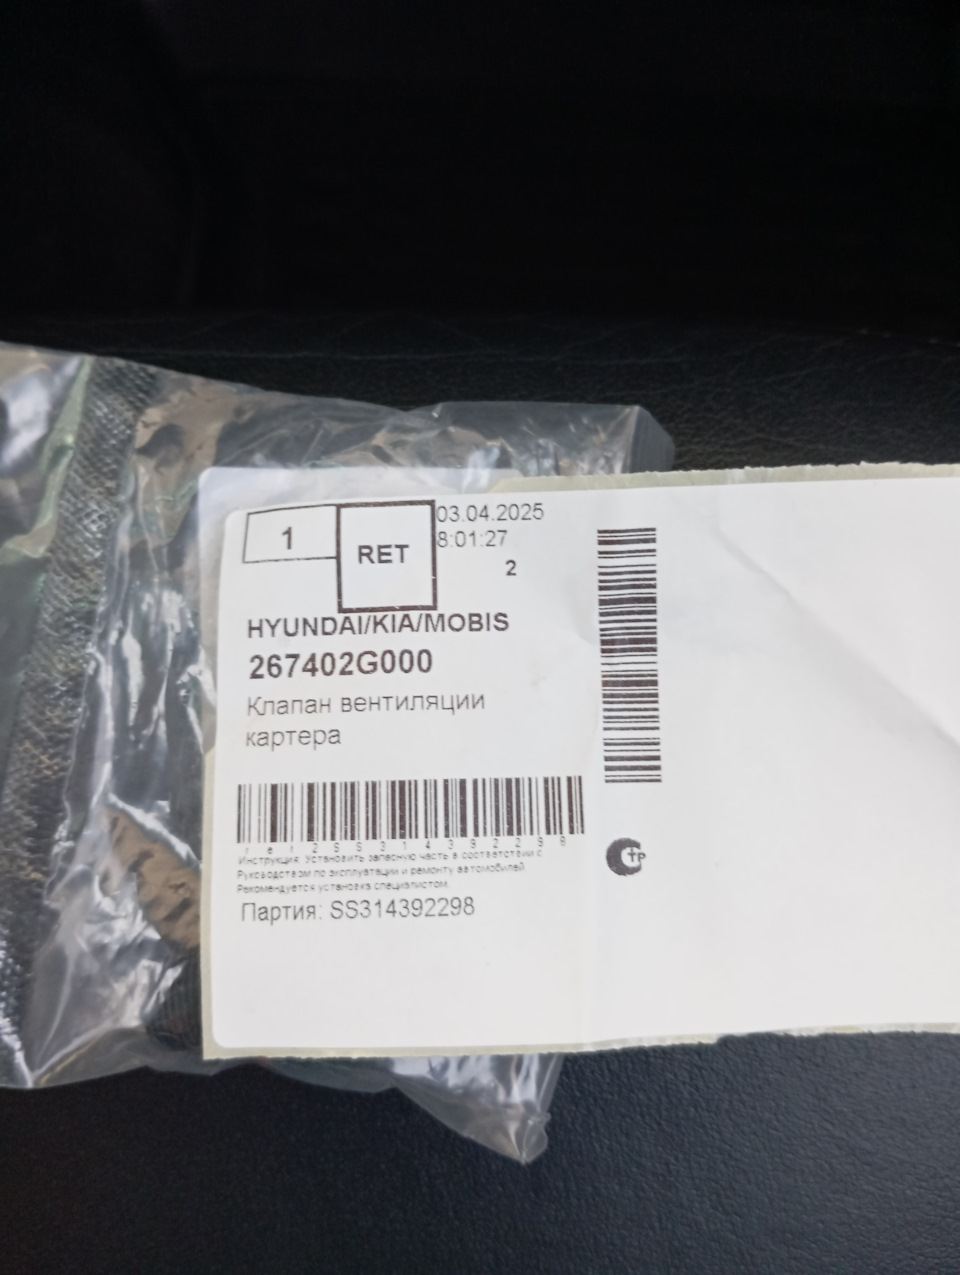 1
RET
03.04.2025
8:01:27
2
HYUNDAI/KIA/MOBIS
267402G000
Клапан вентиляции
картера
Инструкция: Установить запасную часть в соответствии с
Руководством по эксплуатации и ремонту автомобилей
Рекомендуется установка специалистом.
Партия: SS314392298